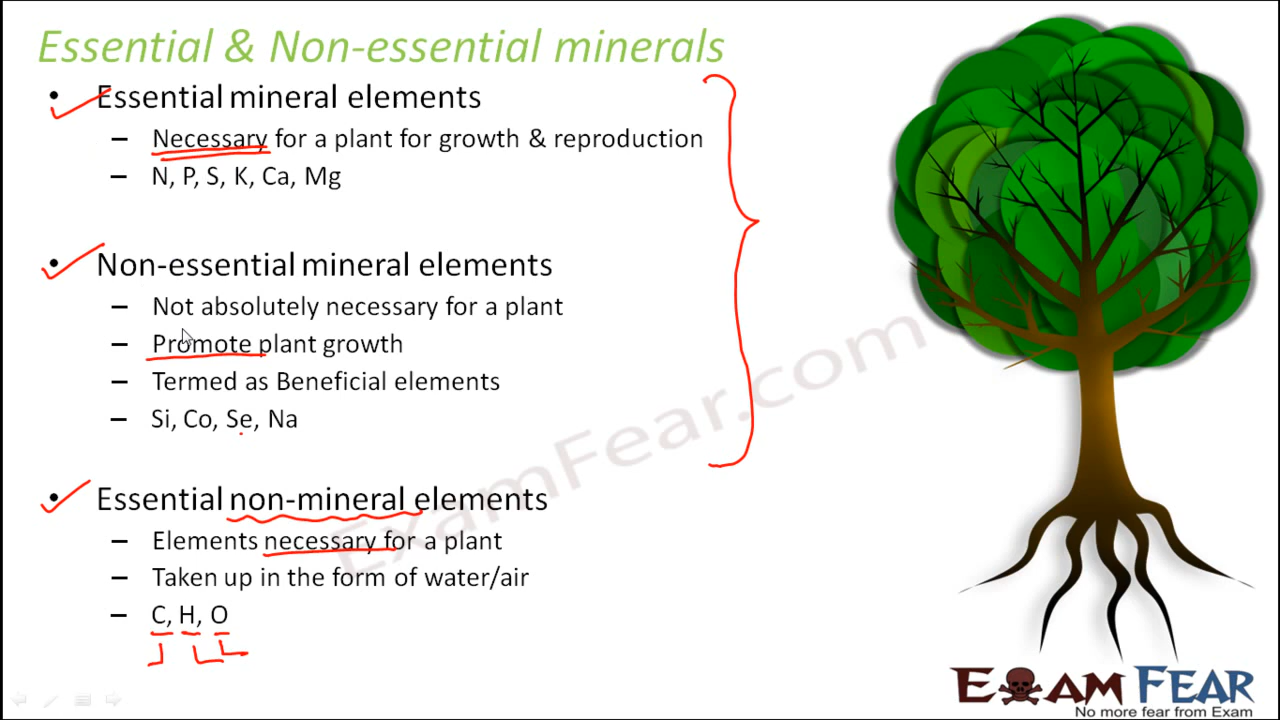 Essential & Non-essential minerals
• Essential mineral elements
– Necessary for a plant for growth & reproduction
– N, P, S, K, Ca, Mg
• Non-essential mineral elements
– Not absolutely necessary for a plant
– Promote plant growth
– Termed as Beneficial elements
– Si, Co, Se, Na
• Essential non-mineral elements
– Elements necessary for a plant
– Taken up in the form of water/air
– C, H, O
ExamFear.com
EXAM FEAR
No more fear from Exam